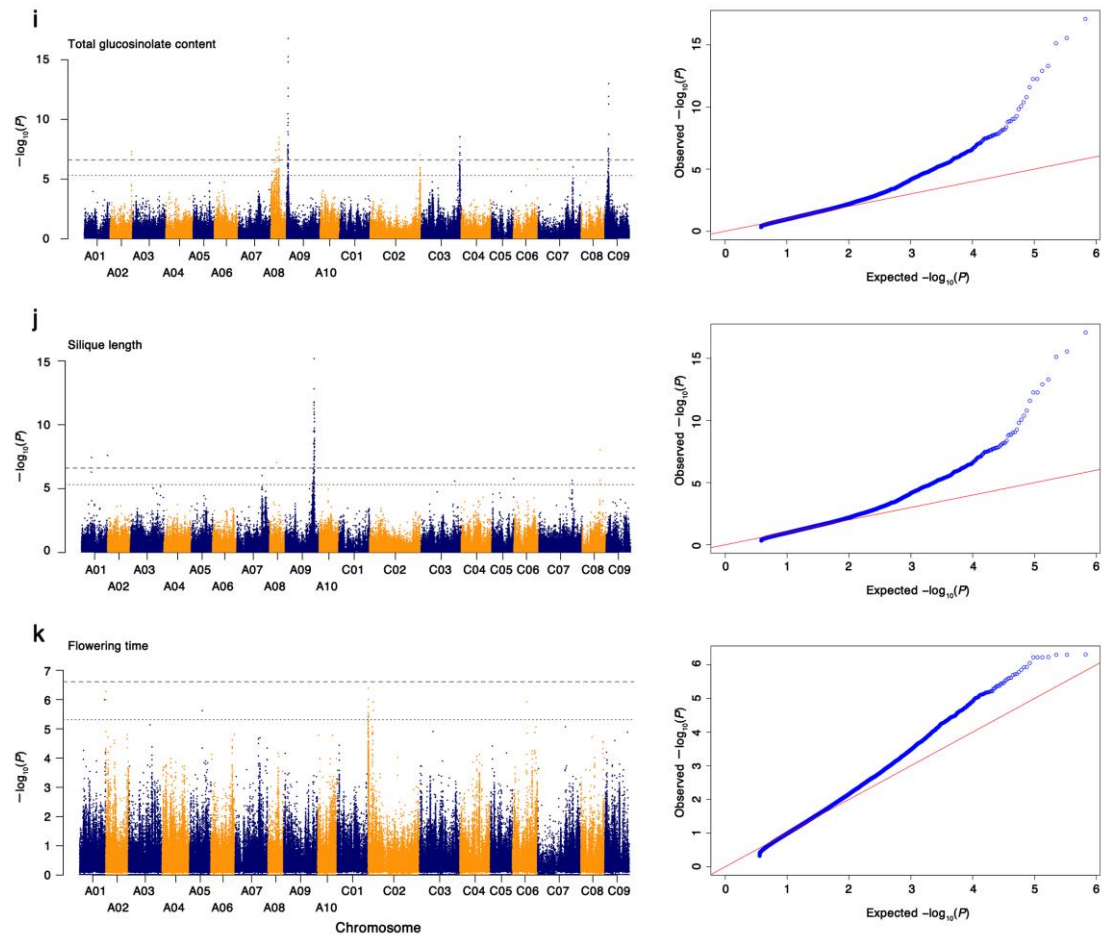 i
Total glucosinolate content
15
10
5
0
−log10(P)
A01 A03 A05 A07 A09 C01 C03 C05 C07 C09
A02 A04 A06 A08 A10 C02 C04 C06 C08
15
10
5
0
Observed −log10(P)
0 1 2 3 4 5 6
Expected −log10(P)
j
Silique length
15
10
5
0
−log10(P)
A01 A03 A04 A05 A06 A07 A08 A09 C01 C02 C03 C04 C05 C06 C07 C08 C09
A02 A10
15
10
5
0
Observed −log10(P)
0 1 2 3 4 5 6
Expected −log10(P)
k
Flowering time
7
6
5
4
3
2
1
0
−log10(P)
A01 A03 A05 A07 A09 C01 C03 C05 C07 C09
A02 A04 A06 A08 A10 C02 C04 C06 C08
Chromosome
6
5
4
3
2
1
0
Observed −log10(P)
0 1 2 3 4 5 6
Expected −log10(P)